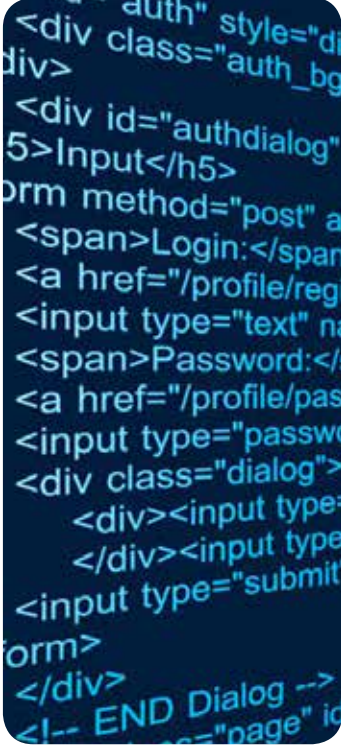 auth" style="di
<div class="auth_bg
div>
<div id="authdialog"
5>Input</h5>
orm method="post" a
<span>Login:</span
<a href="/profile/reg
<input type="text" na
<span>Password:</s
<a href="/profile/pas
<input type="passwo
<div class="dialog">
<div><input type=
</div><input type
<input type="submit"
form>
</div>
<!-- END Dialog -->
="page" id